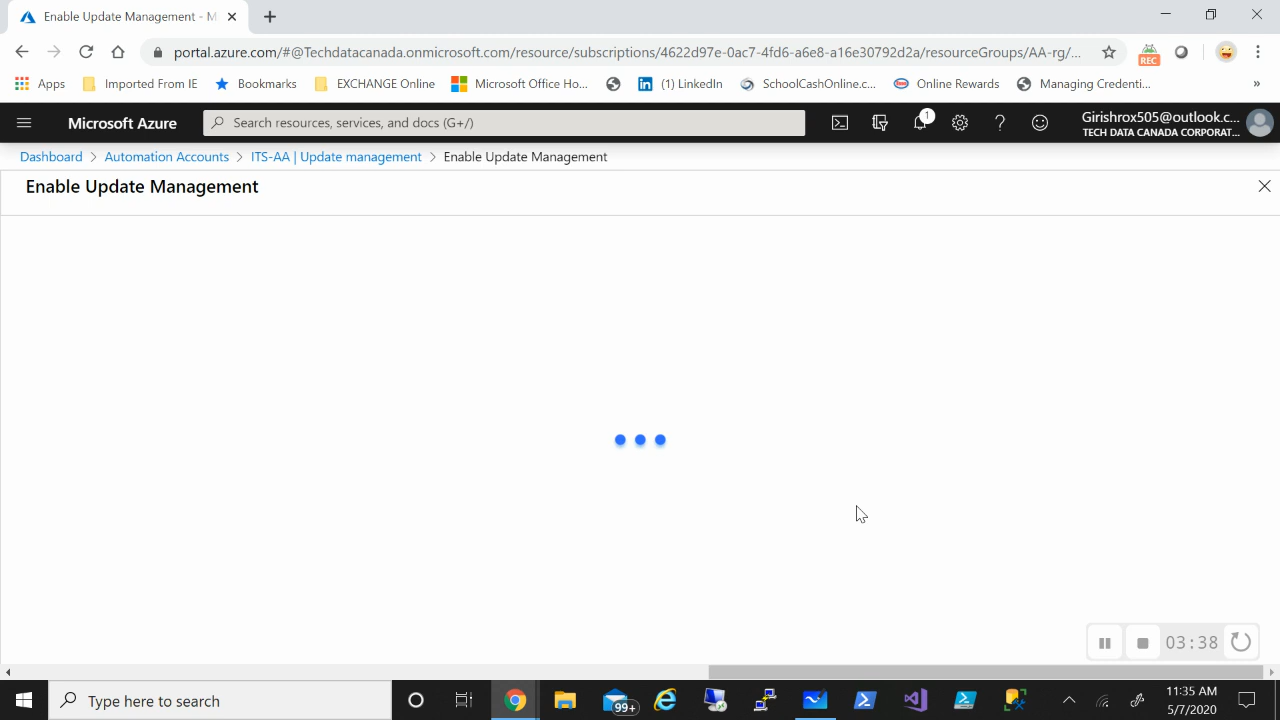 Enable Update Management - M
portal.azure.com/#@Techdatacanada.onmicrosoft.com/resource/subscriptions/4622d97e-0ac7-4fd6-a6e8-a16e30792d2a/resourceGroups/AA-rg/...
REC
Apps
Imported From IE
Bookmarks
EXCHANGE Online
Microsoft Office Ho...
(1) LinkedIn
SchoolCashOnline.c...
Online Rewards
Managing Credenti...
»
Microsoft Azure
Search resources, services, and docs (G+/)
1
Girishrox505@outlook.c...
TECH DATA CANADA CORPORAT...
Dashboard > Automation Accounts > ITS-AA | Update management > Enable Update Management
Enable Update Management
03:38
Type here to search
99+
11:35 AM
5/7/2020